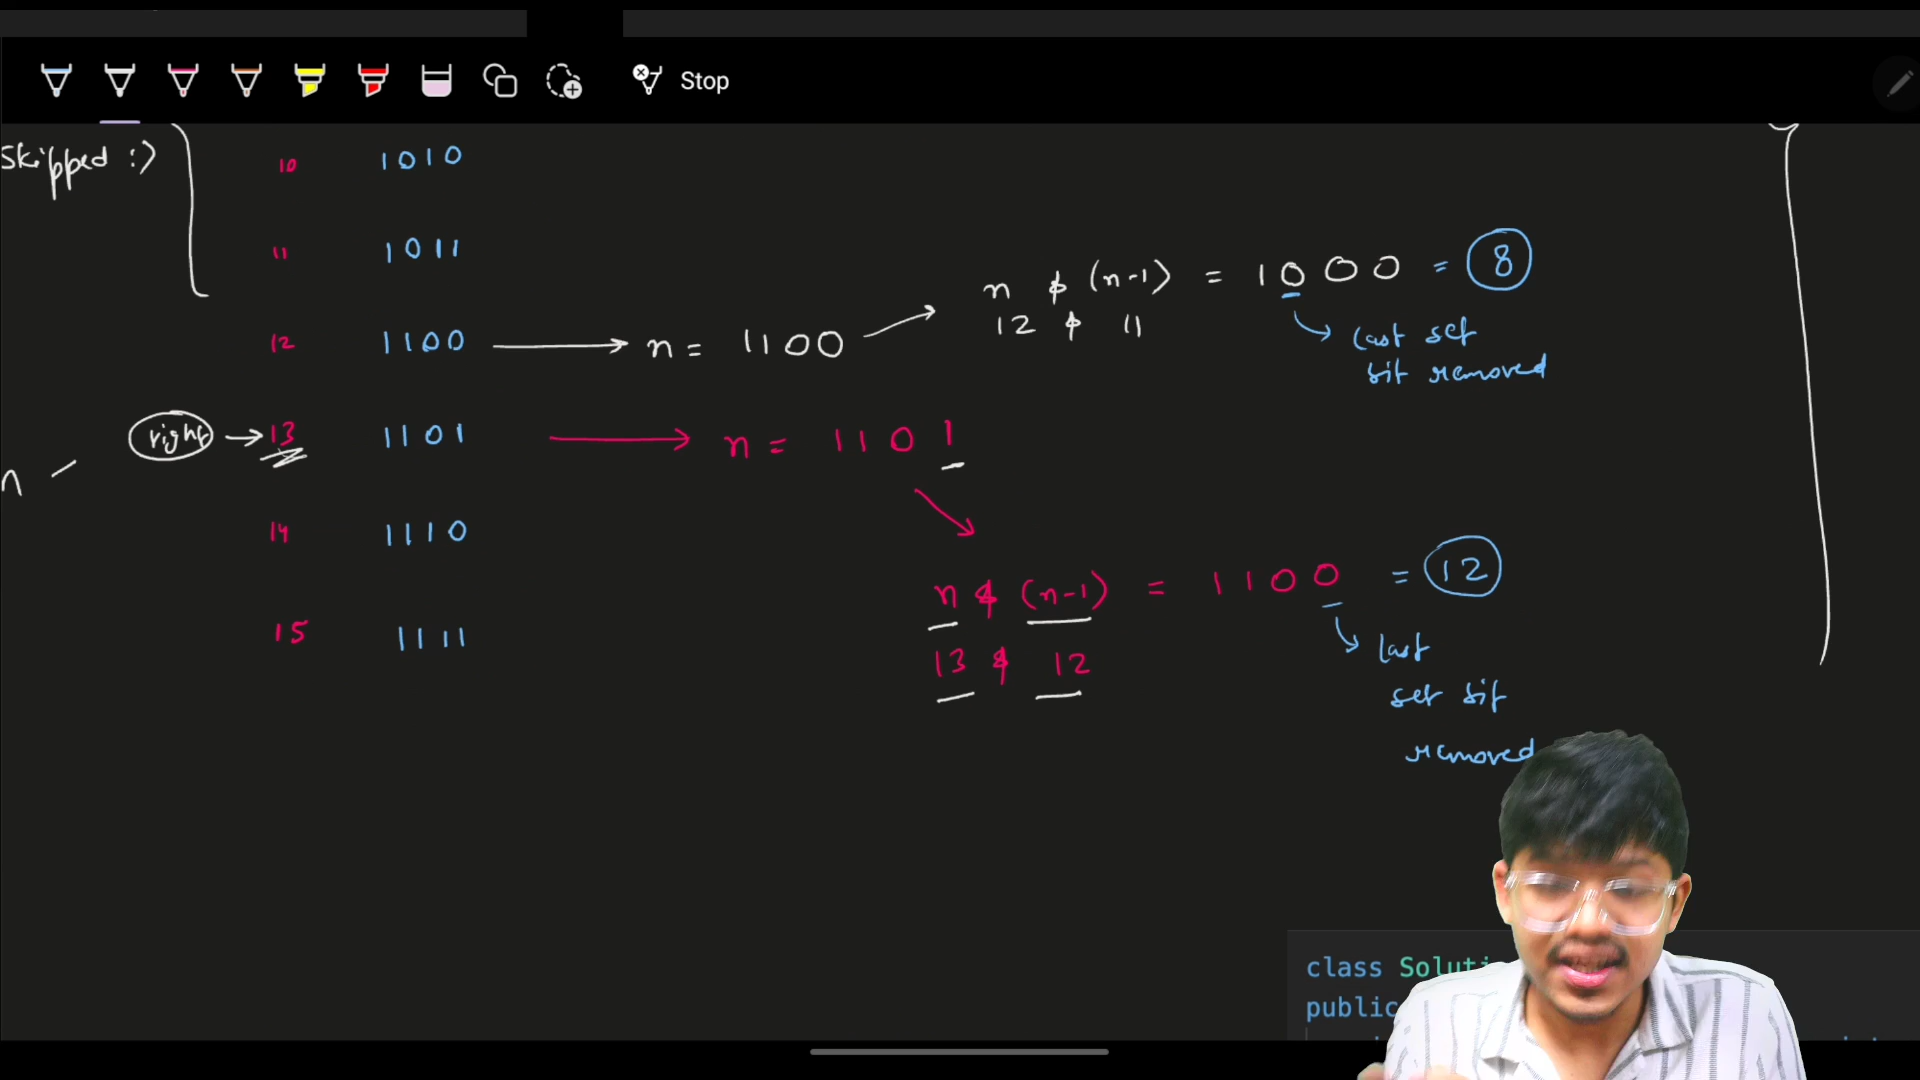 Stop
Skipped :)
10 1010
11 1011
n & (n-1) = 1000 = 8
12 & 11
last set
bit removed
12 1100 → n = 1100
right → 13 1101 → n = 1101
n -
14 1110
n & (n-1) = 1100 = 12
15 1111
13 & 12
last
set bit
removed
class Soluti
public